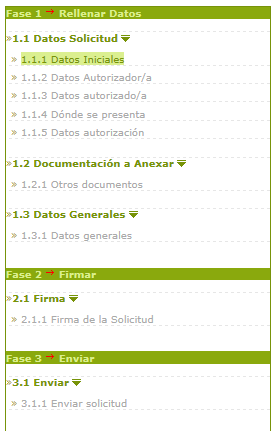 Fase 1 → Rellenar Datos
»1.1 Datos Solicitud
» 1.1.1 Datos Iniciales
» 1.1.2 Datos Autorizador/a
» 1.1.3 Datos autorizado/a
» 1.1.4 Dónde se presenta
» 1.1.5 Datos autorización
»1.2 Documentación a Anexar
» 1.2.1 Otros documentos
»1.3 Datos Generales
» 1.3.1 Datos generales
Fase 2 → Firmar
»2.1 Firma
» 2.1.1 Firma de la Solicitud
Fase 3 → Enviar
»3.1 Enviar
» 3.1.1 Enviar solicitud